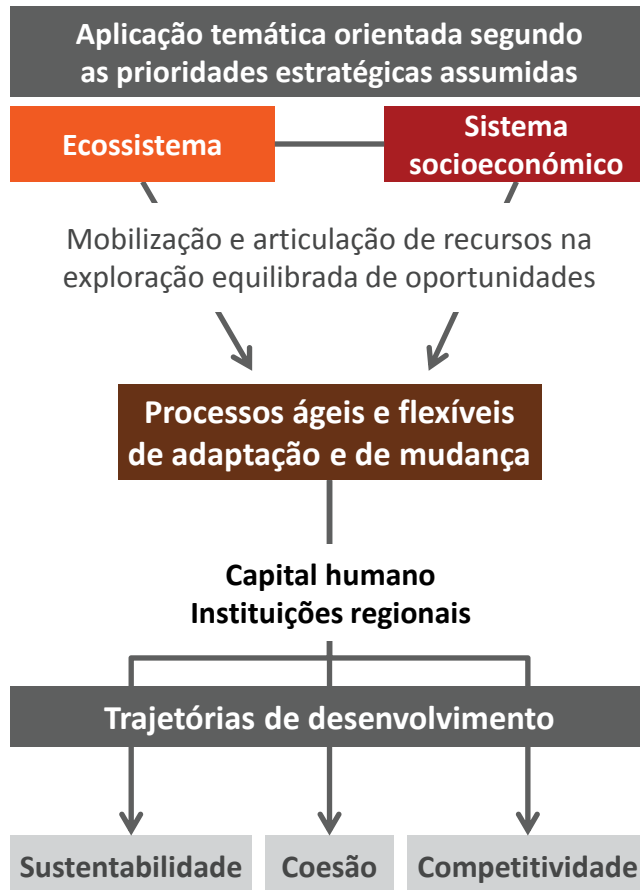 Aplicação temática orientada segundo
as prioridades estratégicas assumidas
Ecossistema
Sistema
socioeconómico
Mobilização e articulação de recursos na
exploração equilibrada de oportunidades
Processos ágeis e flexíveis
de adaptação e de mudança
Capital humano
Instituições regionais
Trajetórias de desenvolvimento
Sustentabilidade
Coesão
Competitividade